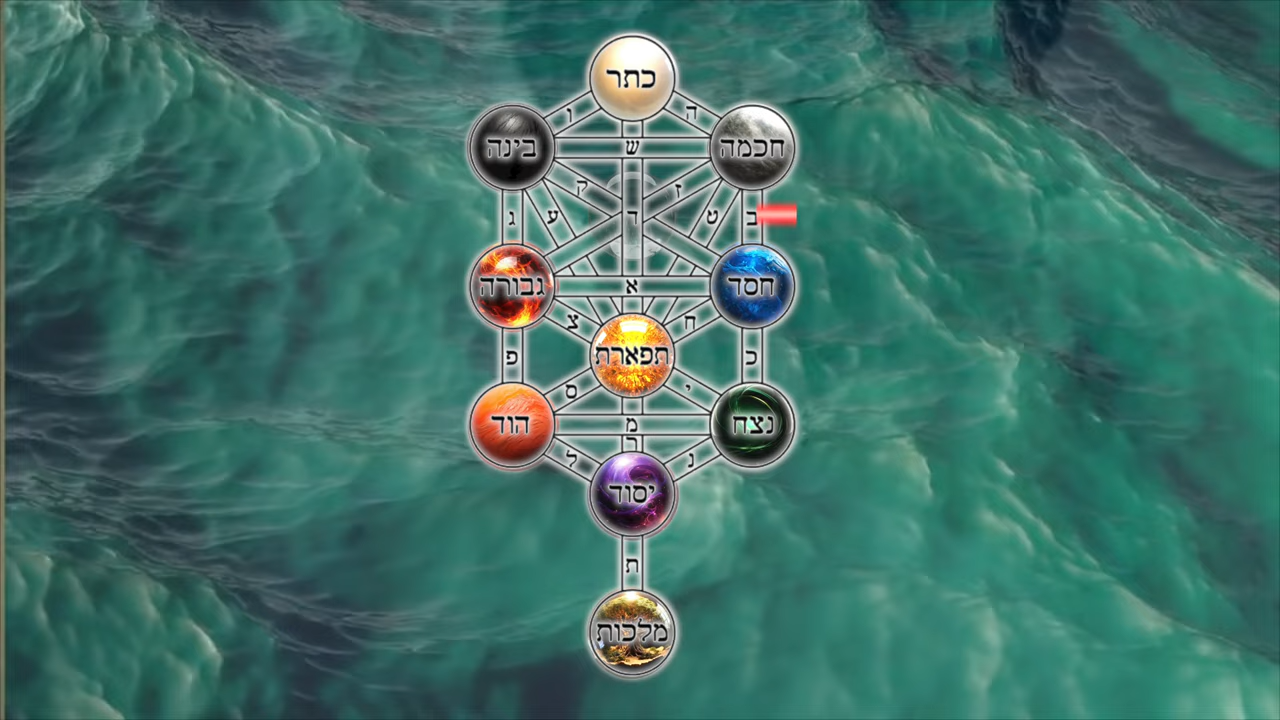 כתר
ו ה
בינה ש חכמה
ק ז
ג ע ד ט ב
גבורה א חסד
צ ח
פ תפארת כ
ס י
הוד מ נצח
ר
ל נ
יסוד
ת
מלכות